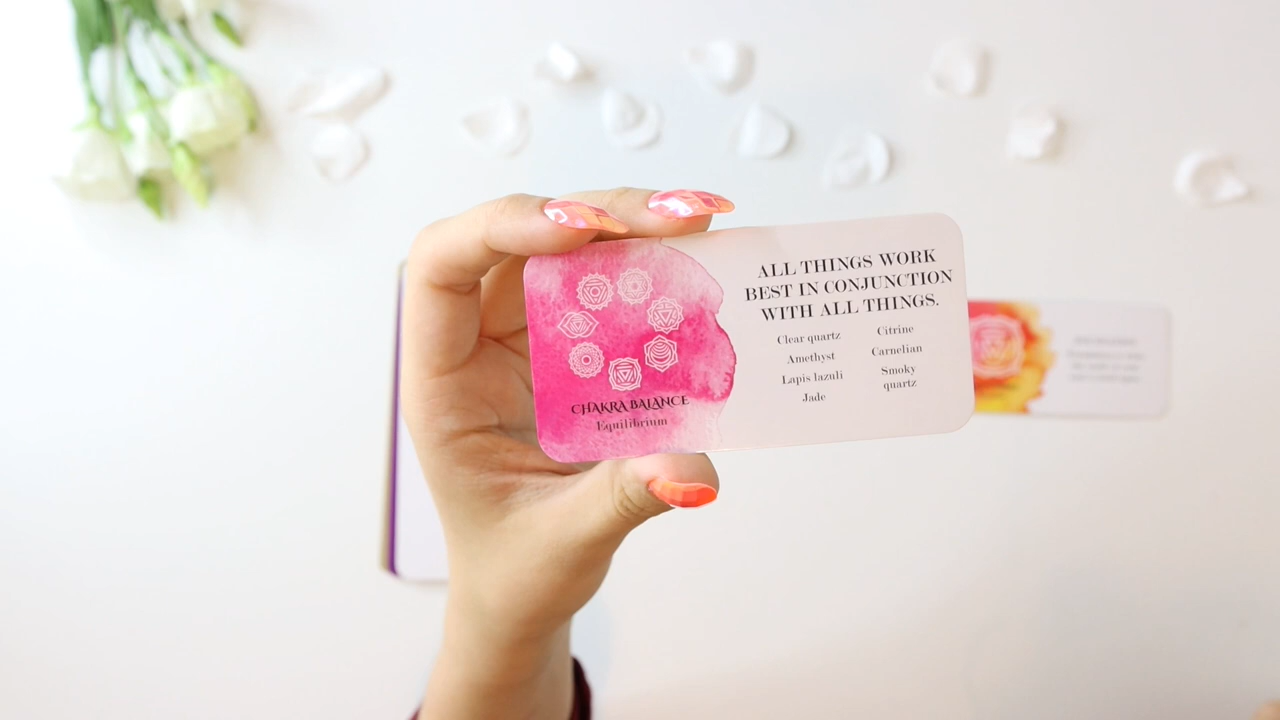 ALL THINGS WORK
BEST IN CONJUNCTION
WITH ALL THINGS.
Clear quartz
Amethyst
Lapis lazuli
Jade
Citrine
Carnelian
Smoky
quartz
CHAKRA BALANCE
Equilibrium